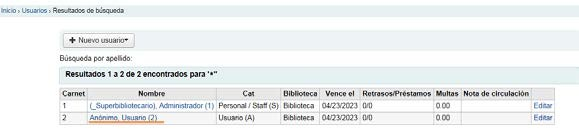 Inicio › Usuarios › Resultados de búsqueda
+ Nuevo usuario
Búsqueda por apellido:
Resultados 1 a 2 de 2 encontrados para '*'
Carnet Nombre Cat Biblioteca Vence el Retrasos/Préstamos Multas Nota de circulación
1 (_Superbibliotecario), Administrador (1) Personal / Staff (S) Biblioteca 04/23/2023 0/0 0.00 Editar
2 Anónimo, Usuario (2) Usuario (A) Biblioteca 04/23/2023 0/0 0.00 Editar